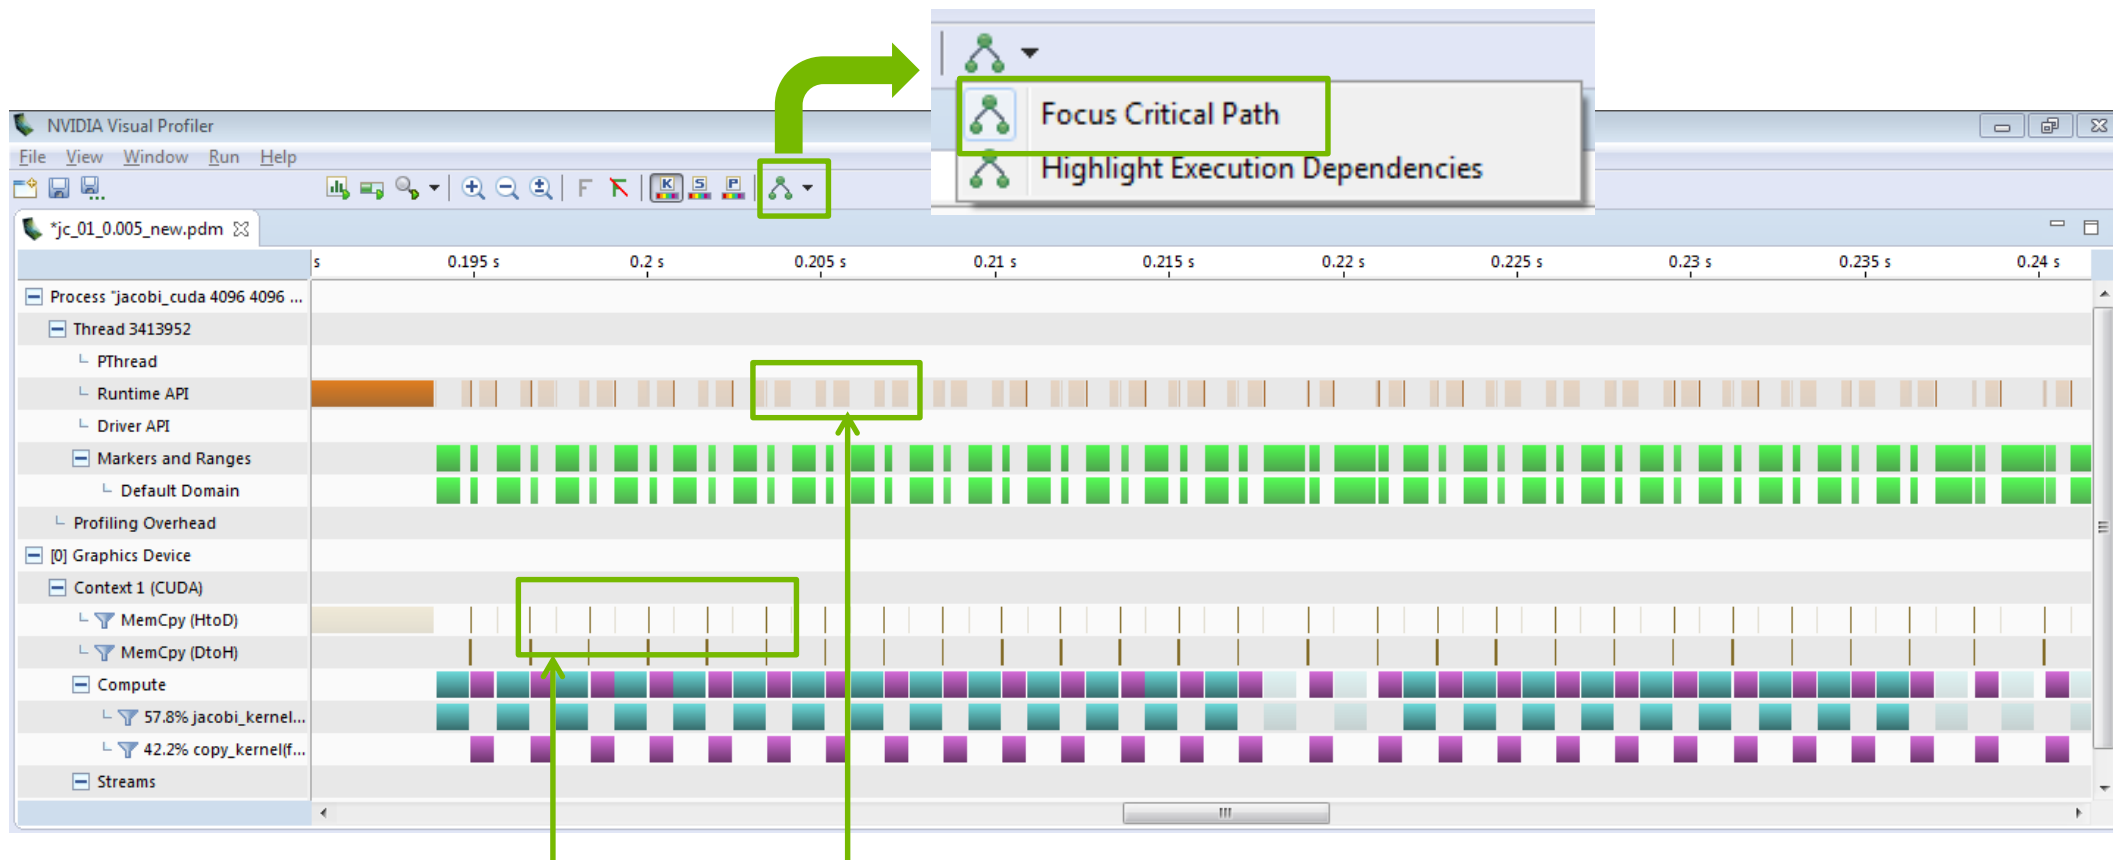 Focus Critical Path
Highlight Execution Dependencies
NVIDIA Visual Profiler
File View Window Run Help
F K S P
*jc_01_0.005_new.pdm
s 0.195 s 0.2 s 0.205 s 0.21 s 0.215 s 0.22 s 0.225 s 0.23 s 0.235 s 0.24 s
Process "jacobi_cuda 4096 4096 ...
Thread 3413952
PThread
Runtime API
Driver API
Markers and Ranges
Default Domain
Profiling Overhead
[0] Graphics Device
Context 1 (CUDA)
MemCpy (HtoD)
MemCpy (DtoH)
Compute
57.8% jacobi_kernel...
42.2% copy_kernel(f...
Streams